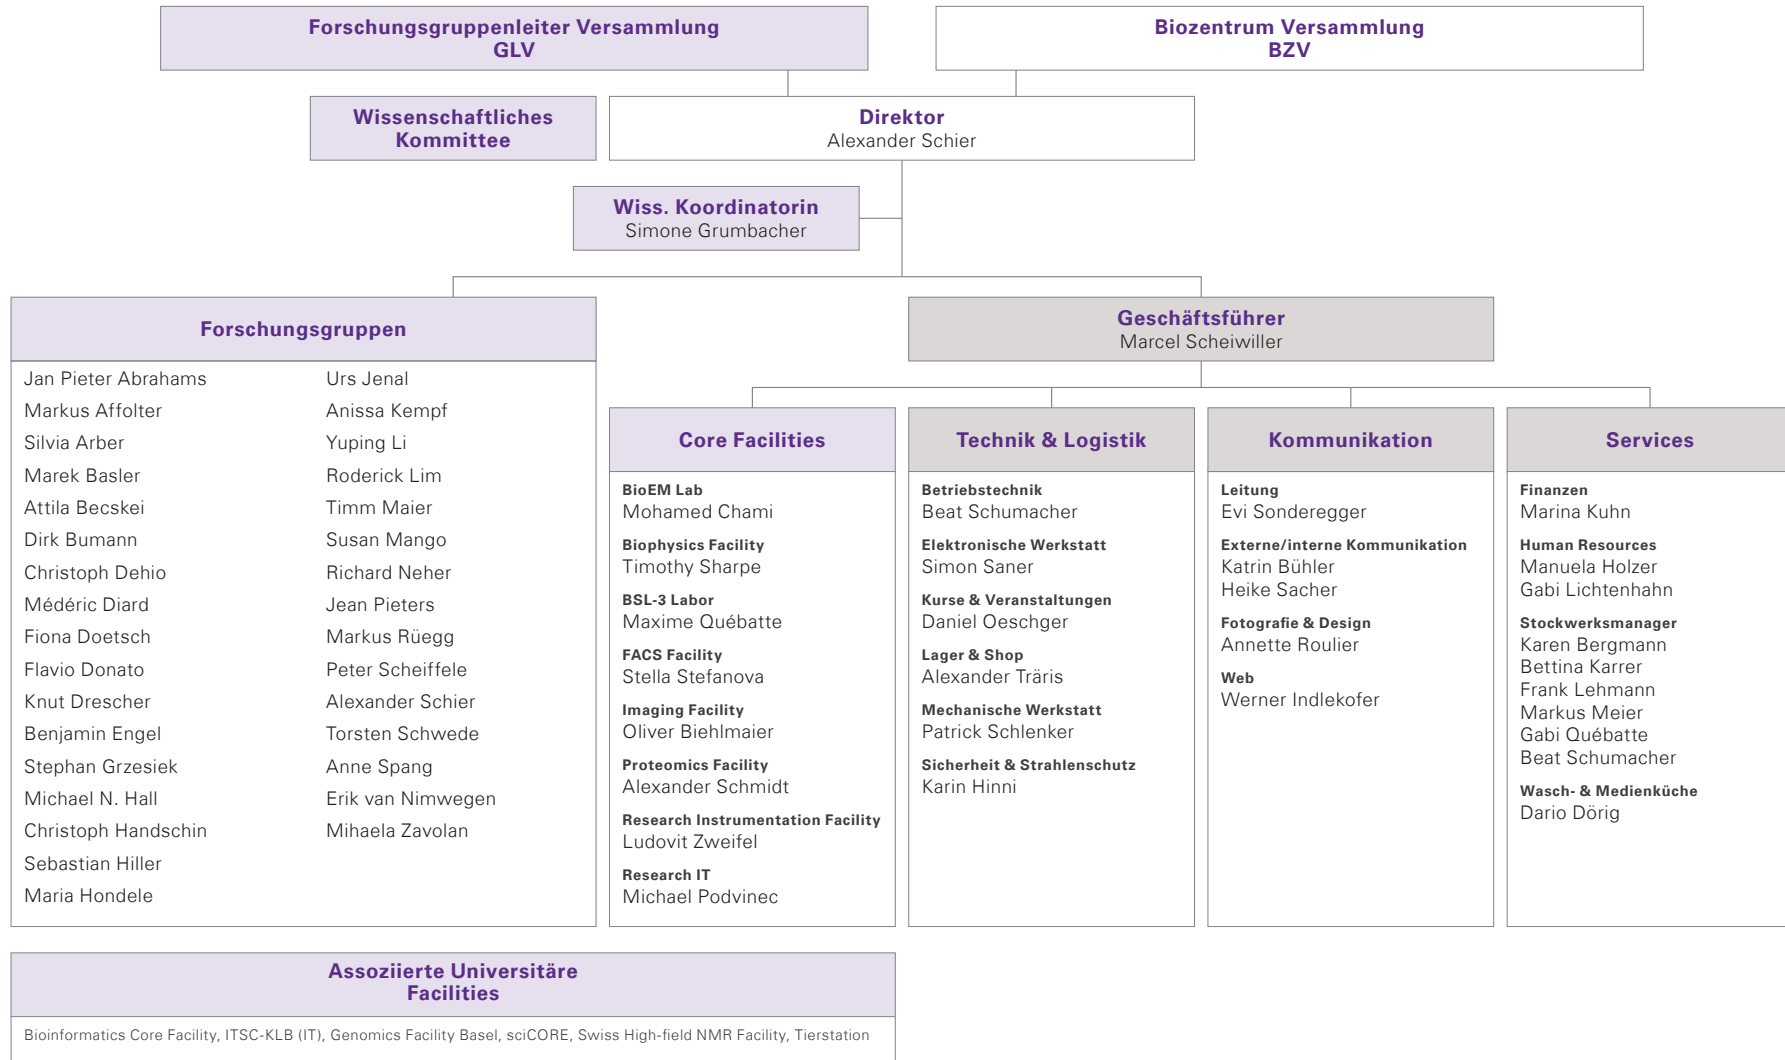 Forschungsgruppenleiter Versammlung
GLV
Biozentrum Versammlung
BZV
Wissenschaftliches
Kommittee
Direktor
Alexander Schier
Wiss. Koordinatorin
Simone Grumbacher
Forschungsgruppen
Jan Pieter Abrahams
Markus Affolter
Silvia Arber
Marek Basler
Attila Becskei
Dirk Bumann
Christoph Dehio
Médéric Diard
Fiona Doetsch
Flavio Donato
Knut Drescher
Benjamin Engel
Stephan Grzesiek
Michael N. Hall
Christoph Handschin
Sebastian Hiller
Maria Hondele
Urs Jenal
Anissa Kempf
Yuping Li
Roderick Lim
Timm Maier
Susan Mango
Richard Neher
Jean Pieters
Markus Rüegg
Peter Scheiffele
Alexander Schier
Torsten Schwede
Anne Spang
Erik van Nimwegen
Mihaela Zavolan
Geschäftsführer
Marcel Scheiwiller
Core Facilities
BioEM Lab
Mohamed Chami
Biophysics Facility
Timothy Sharpe
BSL-3 Labor
Maxime Québatte
FACS Facility
Stella Stefanova
Imaging Facility
Oliver Biehlmaier
Proteomics Facility
Alexander Schmidt
Research Instrumentation Facility
Ludovit Zweifel
Research IT
Michael Podvinec
Technik & Logistik
Betriebstechnik
Beat Schumacher
Elektronische Werkstatt
Simon Saner
Kurse & Veranstaltungen
Daniel Oeschger
Lager & Shop
Alexander Träris
Mechanische Werkstatt
Patrick Schlenker
Sicherheit & Strahlenschutz
Karin Hinni
Kommunikation
Leitung
Evi Sonderegger
Externe/interne Kommunikation
Katrin Bühler
Heike Sacher
Fotografie & Design
Annette Roulier
Web
Werner Indlekofer
Services
Finanzen
Marina Kuhn
Human Resources
Manuela Holzer
Gabi Lichtenhahn
Stockwerksmanager
Karen Bergmann
Bettina Karrer
Frank Lehmann
Markus Meier
Gabi Québatte
Beat Schumacher
Wasch- & Medienküche
Dario Dörig
Assoziierte Universitäre
Facilities
Bioinformatics Core Facility, ITSC-KLB (IT), Genomics Facility Basel, sciCORE, Swiss High-field NMR Facility, Tierstation